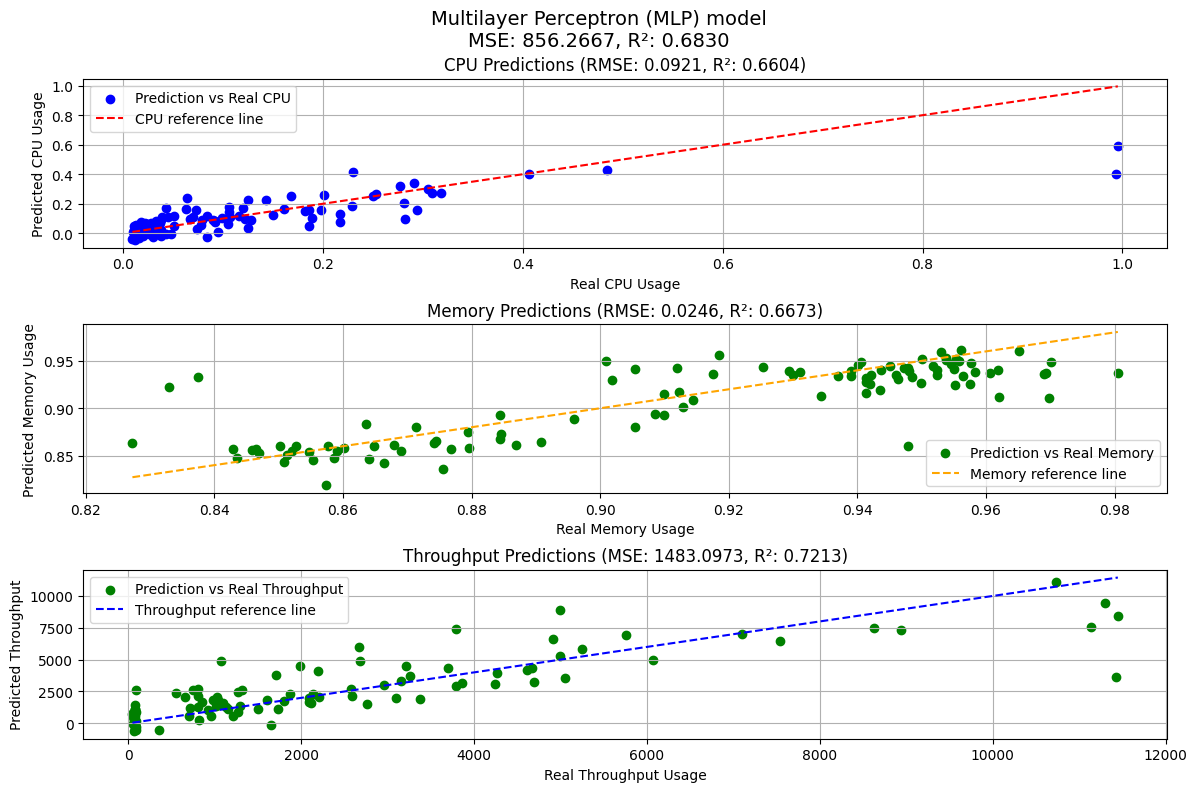 Multilayer Perceptron (MLP) model
MSE: 856.2667, R²: 0.6830
CPU Predictions (RMSE: 0.0921, R²: 0.6604)
Predicted CPU Usage
1.0
0.8
0.6
0.4
0.2
0.0
Prediction vs Real CPU
CPU reference line
0.0 0.2 0.4 0.6 0.8 1.0
Real CPU Usage
Memory Predictions (RMSE: 0.0246, R²: 0.6673)
Predicted Memory Usage
0.95
0.90
0.85
Prediction vs Real Memory
Memory reference line
0.82 0.84 0.86 0.88 0.90 0.92 0.94 0.96 0.98
Real Memory Usage
Throughput Predictions (MSE: 1483.0973, R²: 0.7213)
Predicted Throughput
10000
7500
5000
2500
0
Prediction vs Real Throughput
Throughput reference line
0 2000 4000 6000 8000 10000 12000
Real Throughput Usage